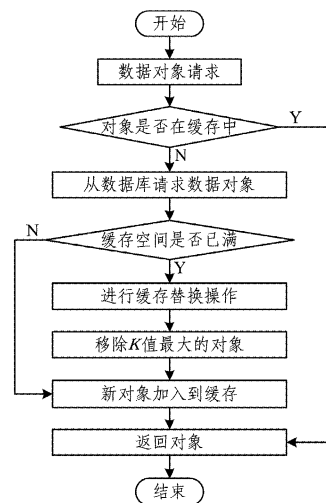 开始
数据对象请求
对象是否在缓存中
Y
N
从数据库请求数据对象
N
缓存空间是否已满
Y
进行缓存替换操作
移除K值最大的对象
新对象加入到缓存
返回对象
结束